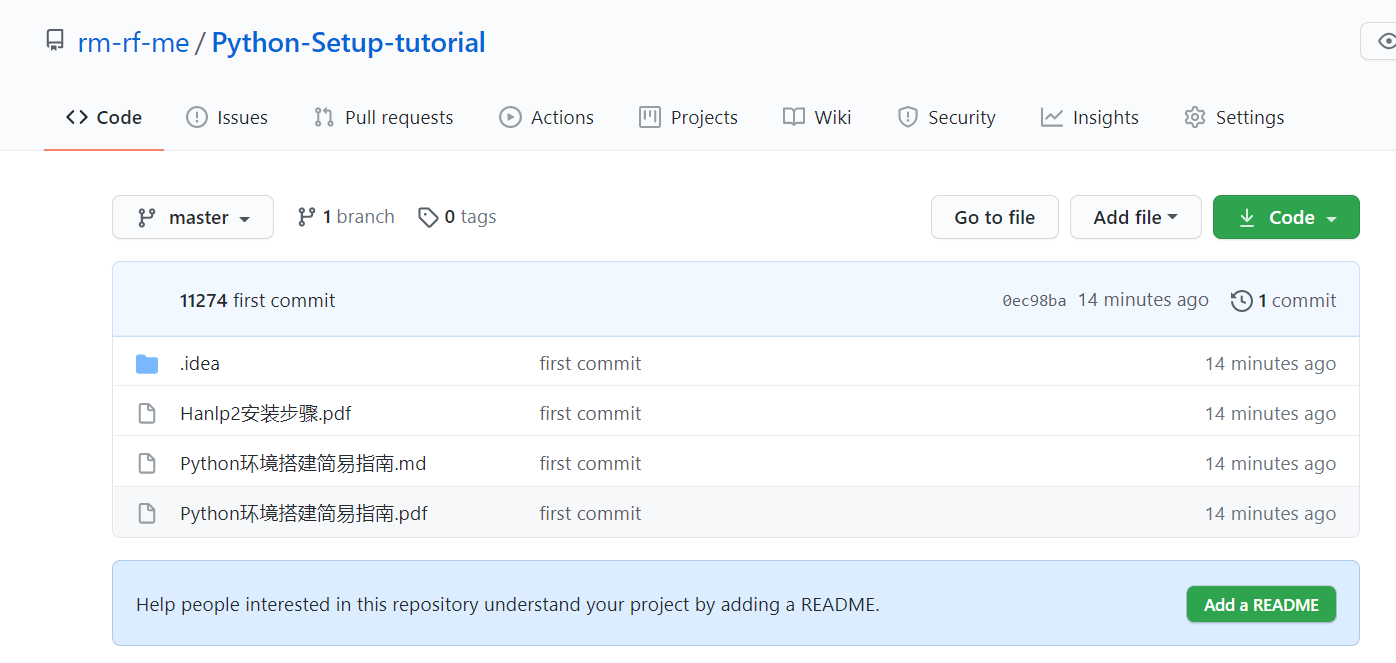 rm-rf-me / Python-Setup-tutorial
Code Issues Pull requests Actions Projects Wiki Security Insights Settings
master 1 branch 0 tags Go to file Add file Code
11274 first commit 0ec98ba 14 minutes ago 1 commit
.idea first commit 14 minutes ago
Hanlp2安装步骤.pdf first commit 14 minutes ago
Python环境搭建简易指南.md first commit 14 minutes ago
Python环境搭建简易指南.pdf first commit 14 minutes ago
Help people interested in this repository understand your project by adding a README. Add a README